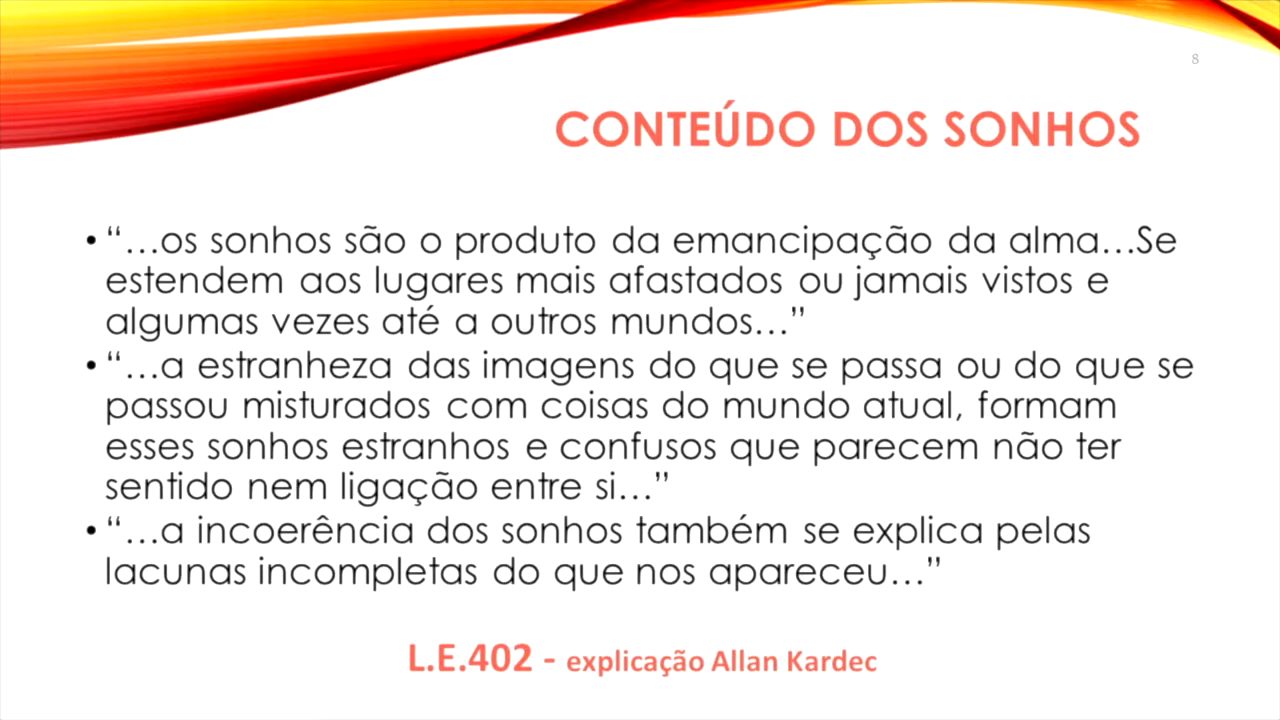 8
CONTEÚDO DOS SONHOS
• “…os sonhos são o produto da emancipação da alma…Se
estendem aos lugares mais afastados ou jamais vistos e
algumas vezes até a outros mundos…”
• “…a estranheza das imagens do que se passa ou do que se
passou misturados com coisas do mundo atual, formam
esses sonhos estranhos e confusos que parecem não ter
sentido nem ligação entre si…”
• “…a incoerência dos sonhos também se explica pelas
lacunas incompletas do que nos apareceu…”
L.E.402 - explicação Allan Kardec